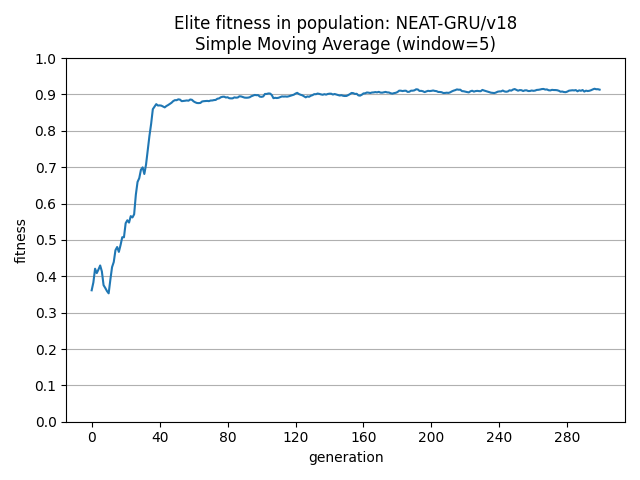 Elite fitness in population: NEAT-GRU/v18
Simple Moving Average (window=5)
fitness
1.0
0.9
0.8
0.7
0.6
0.5
0.4
0.3
0.2
0.1
0.0
0 40 80 120 160 200 240 280
generation